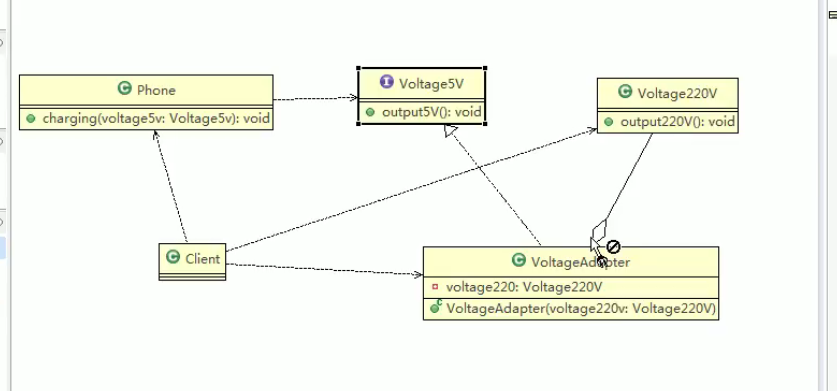 Phone
charging(voltage5v: Voltage5v): void
I Voltage5V
output5V(): void
C Voltage220V
output220V(): void
C Client
C VoltageAdapter
voltage220: Voltage220V
VoltageAdapter(voltage220v: Voltage220V)